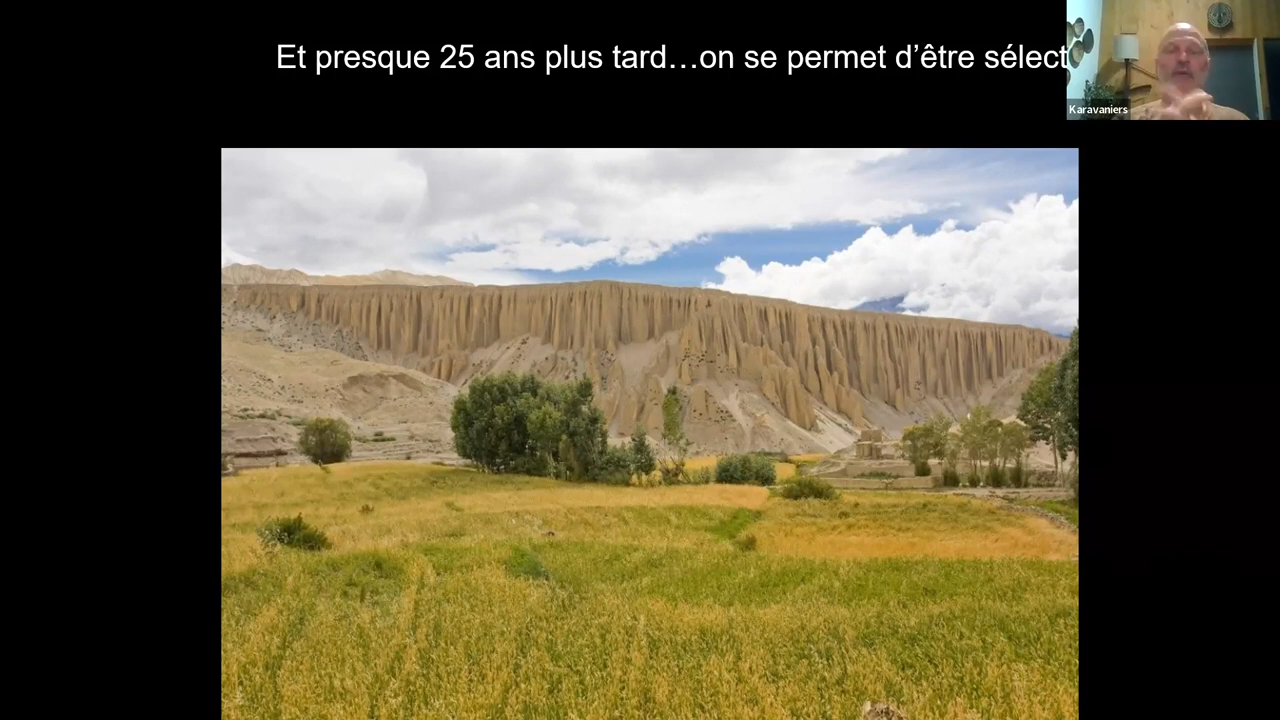 Et presque 25 ans plus tard…on se permet d’être sélect
Karavaniers